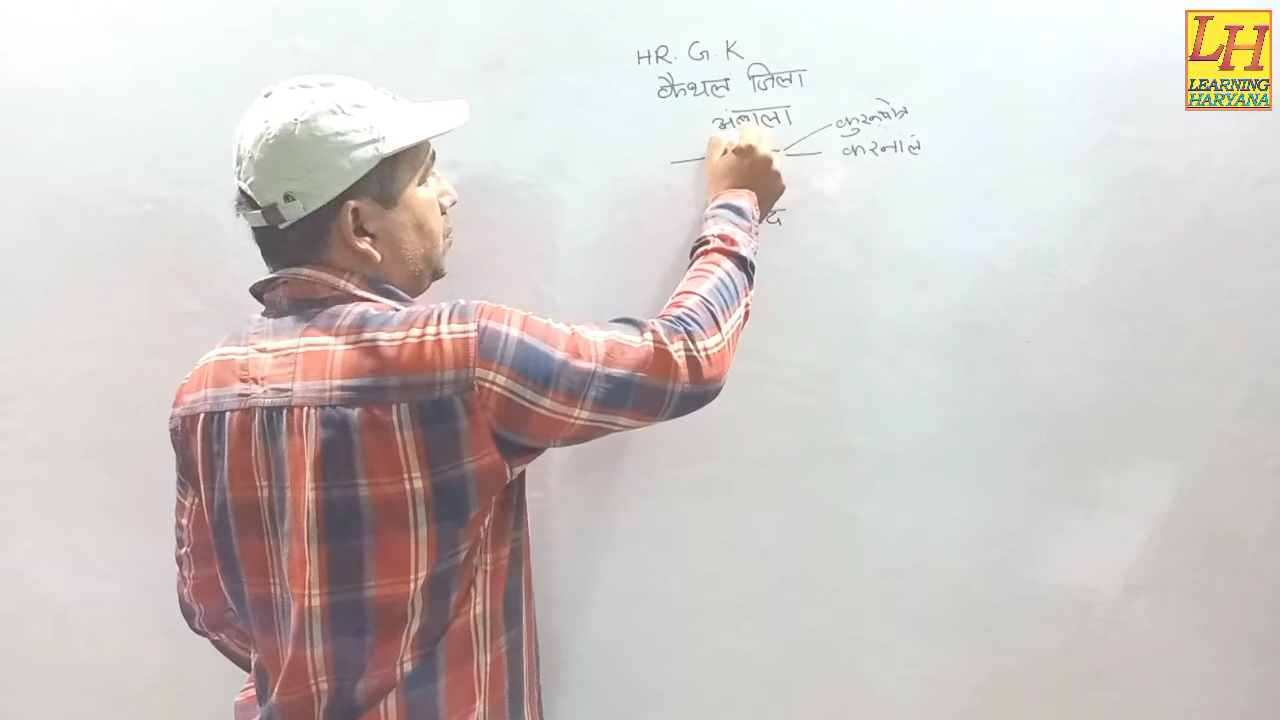 HR. G. K
कैथल जिला
अंबाला
कुरुक्षेत्र
करनाल
LH
LEARNING
HARYANA